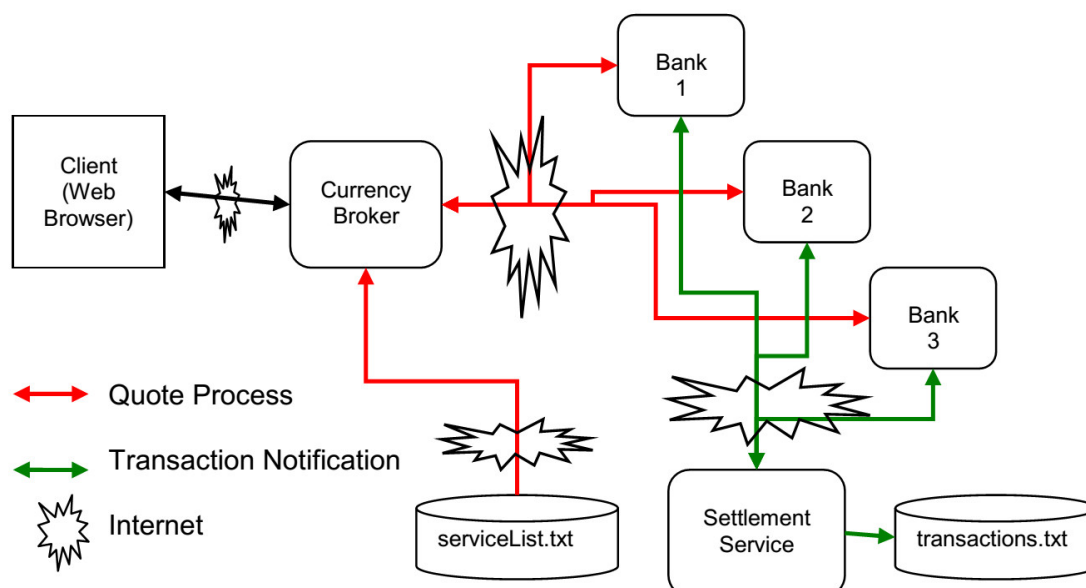 Bank
1
Client
(Web
Browser)
Currency
Broker
Bank
2
Bank
3
Quote Process
Transaction Notification
Internet
serviceList.txt
Settlement
Service
transactions.txt